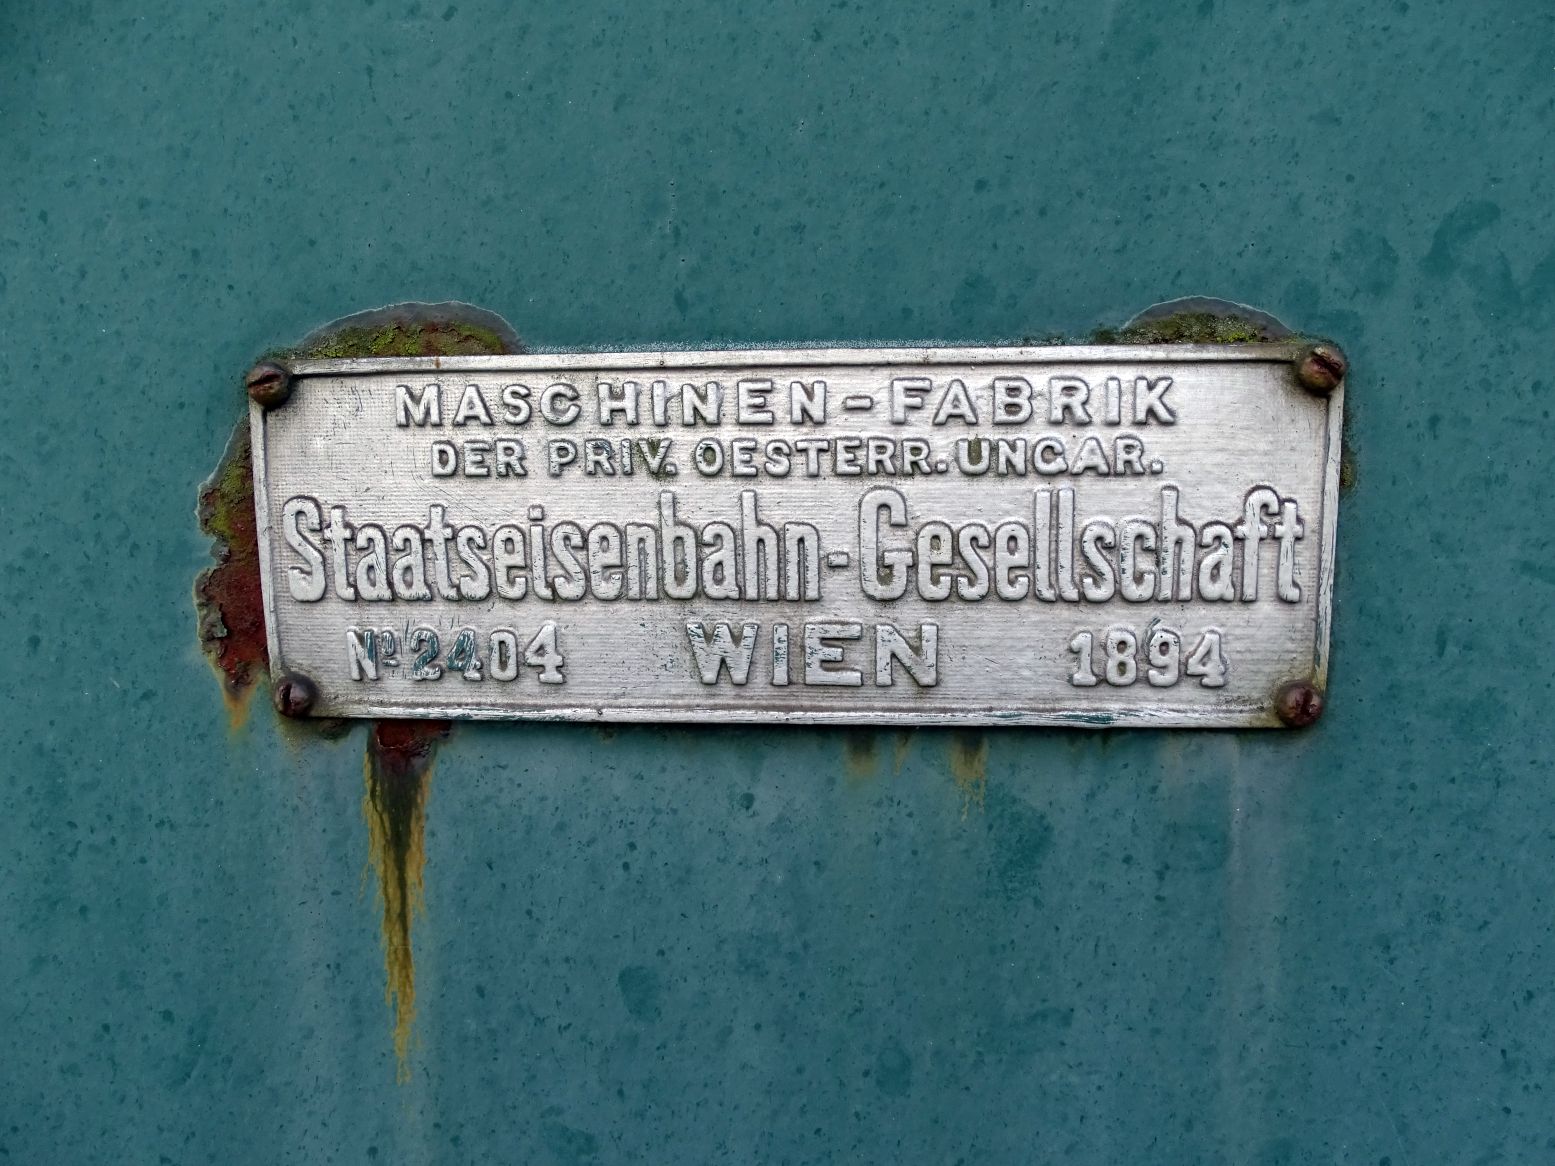 MASCHINEN-FABRIK
DER PRIV. OESTERR.UNGAR.
Staatseisenbahn-Gesellschaft
No 2404 WIEN 1894